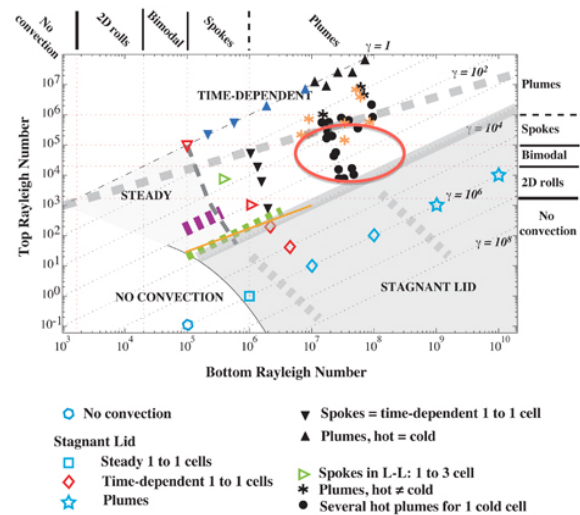 No convection
2D rolls
Bimodal
Spokes
Plumes
γ = 1
γ = 10²
γ = 10⁴
γ = 10⁶
γ = 10⁸
TIME-DEPENDENT
STEADY
NO CONVECTION
STAGNANT LID
Plumes
Spokes
Bimodal
2D rolls
No
convection
Top Rayleigh Number
10⁷
10⁶
10⁵
10⁴
10³
10²
10¹
10⁰
10⁻¹
10³ 10⁴ 10⁵ 10⁶ 10⁷ 10⁸ 10⁹ 10¹⁰
Bottom Rayleigh Number
No convection
Stagnant Lid
Steady 1 to 1 cells
Time-dependent 1 to 1 cells
Plumes
Spokes = time-dependent 1 to 1 cell
Plumes, hot = cold
Spokes in L-L: 1 to 3 cell
Plumes, hot ≠ cold
Several hot plumes for 1 cold cell